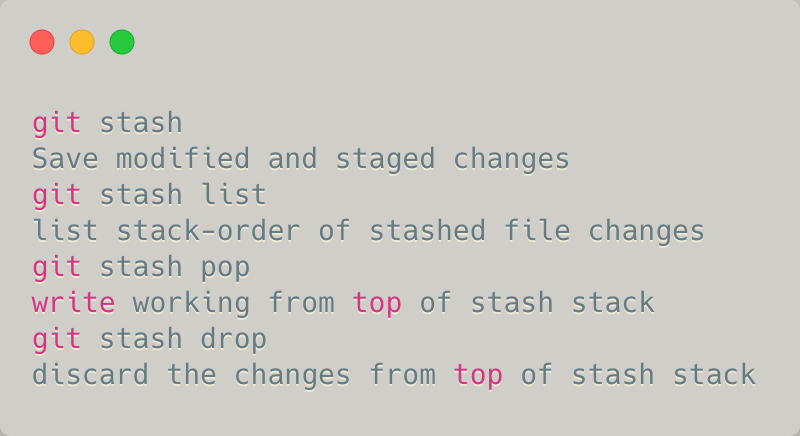 git stash
Save modified and staged changes
git stash list
list stack-order of stashed file changes
git stash pop
write working from top of stash stack
git stash drop
discard the changes from top of stash stack